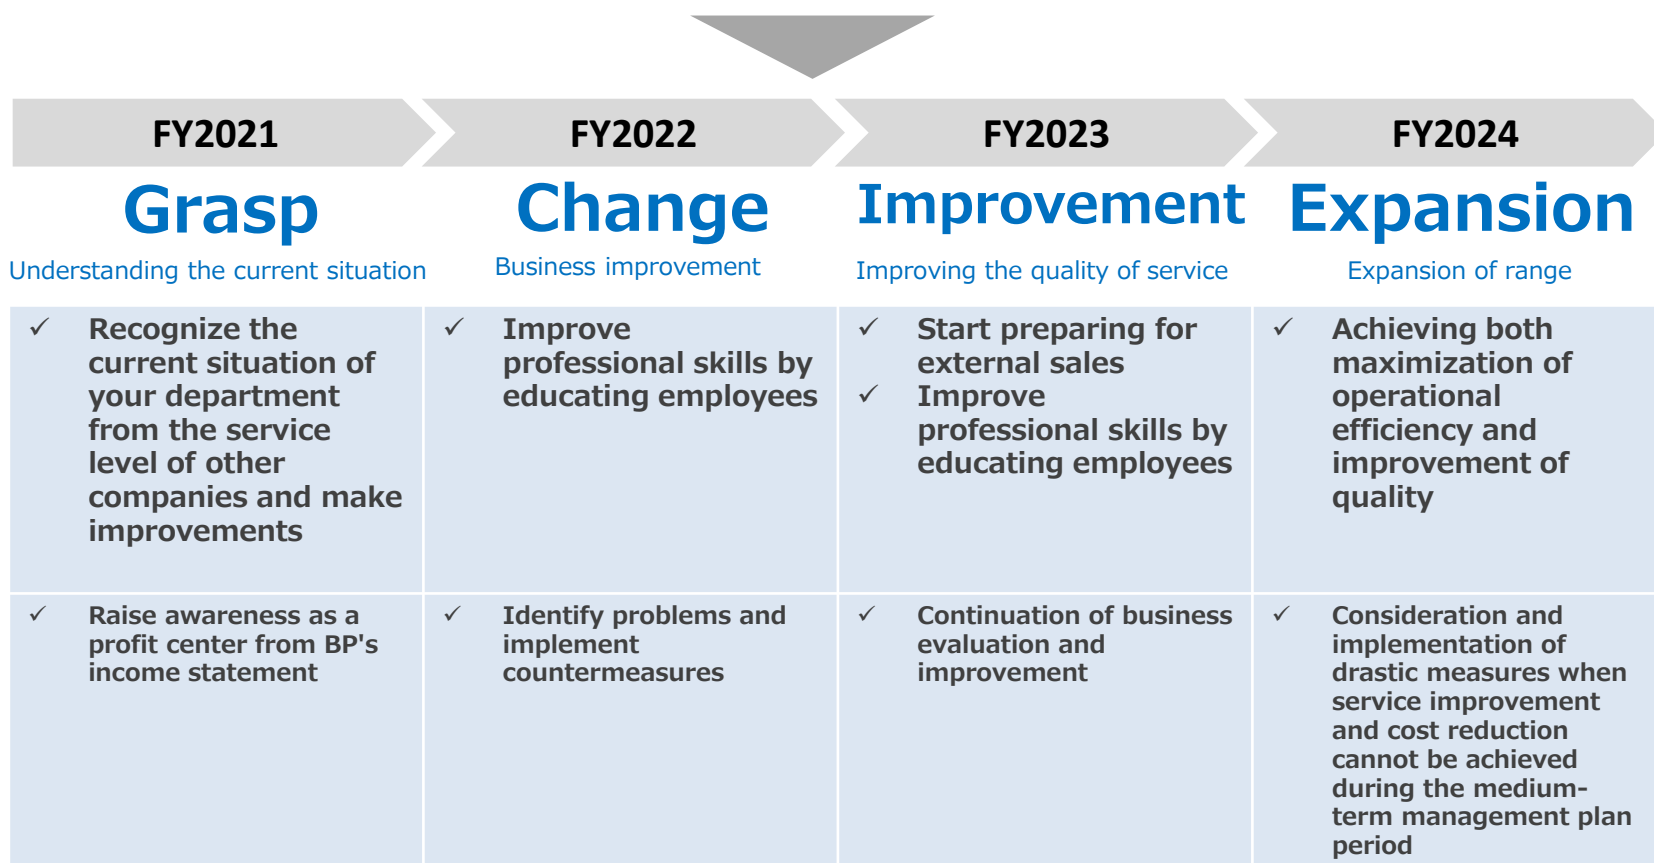 FY2021
FY2022
FY2023
FY2024
Grasp
Change
Improvement
Expansion
Understanding the current situation
Business improvement
Improving the quality of service
Expansion of range
✓ Recognize the
current situation of
your department
from the service
level of other
companies and make
improvements
✓ Improve
professional skills by
educating employees
✓ Start preparing for
external sales
✓ Improve
professional skills by
educating employees
✓ Achieving both
maximization of
operational
efficiency and
improvement of
quality
✓ Raise awareness as a
profit center from BP's
income statement
✓ Identify problems and
implement
countermeasures
✓ Continuation of business
evaluation and
improvement
✓ Consideration and
implementation of
drastic measures when
service improvement
and cost reduction
cannot be achieved
during the medium-
term management plan
period